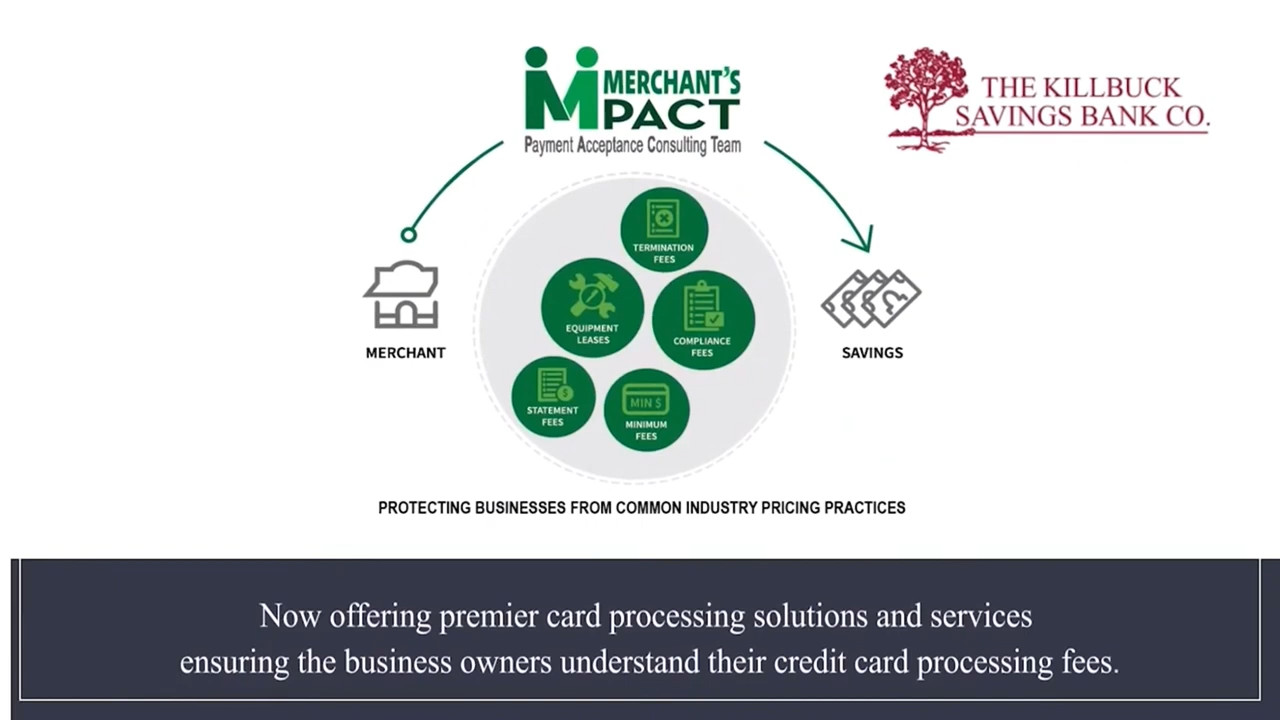 MERCHANT'S
PACT
Payment Acceptance Consulting Team
THE KILLBUCK
SAVINGS BANK CO.
TERMINATION
FEES
EQUIPMENT
LEASES
COMPLIANCE
FEES
STATEMENT
FEES
MIN $
MINIMUM
FEES
MERCHANT
SAVINGS
PROTECTING BUSINESSES FROM COMMON INDUSTRY PRICING PRACTICES
Now offering premier card processing solutions and services
ensuring the business owners understand their credit card processing fees.